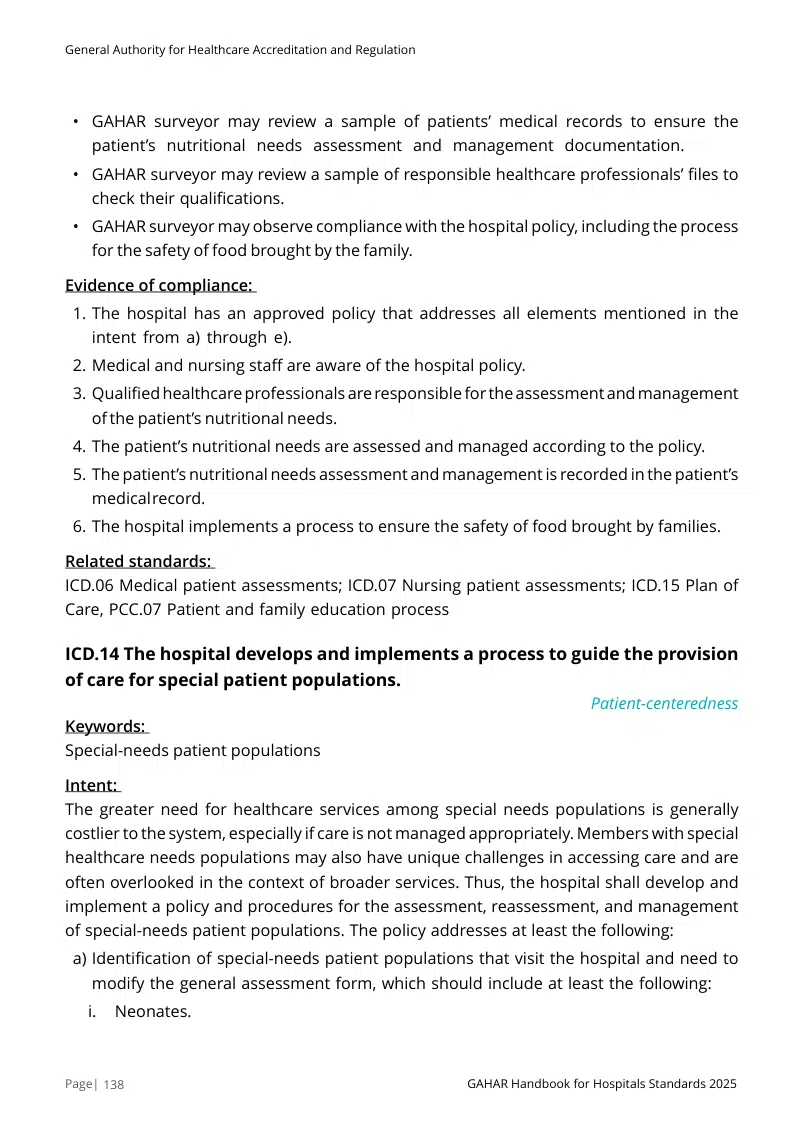 General Authority for Healthcare Accreditation and Regulation
• GAHAR surveyor may review a sample of patients’ medical records to ensure the
patient’s nutritional needs assessment and management documentation.
• GAHAR surveyor may review a sample of responsible healthcare professionals’ files to
check their qualifications.
• GAHAR surveyor may observe compliance with the hospital policy, including the process
for the safety of food brought by the family.
Evidence of compliance:
1. The hospital has an approved policy that addresses all elements mentioned in the
intent from a) through e).
2. Medical and nursing staff are aware of the hospital policy.
3. Qualified healthcare professionals are responsible for the assessment and management
of the patient’s nutritional needs.
4. The patient’s nutritional needs are assessed and managed according to the policy.
5. The patient’s nutritional needs assessment and management is recorded in the patient’s
medical record.
6. The hospital implements a process to ensure the safety of food brought by families.
Related standards:
ICD.06 Medical patient assessments; ICD.07 Nursing patient assessments; ICD.15 Plan of
Care, PCC.07 Patient and family education process
ICD.14 The hospital develops and implements a process to guide the provision
of care for special patient populations.
Patient-centeredness
Keywords:
Special-needs patient populations
Intent:
The greater need for healthcare services among special needs populations is generally
costlier to the system, especially if care is not managed appropriately. Members with special
healthcare needs populations may also have unique challenges in accessing care and are
often overlooked in the context of broader services. Thus, the hospital shall develop and
implement a policy and procedures for the assessment, reassessment, and management
of special-needs patient populations. The policy addresses at least the following:
a) Identification of special-needs patient populations that visit the hospital and need to
modify the general assessment form, which should include at least the following:
i. Neonates.
Page| 138
GAHAR Handbook for Hospitals Standards 2025